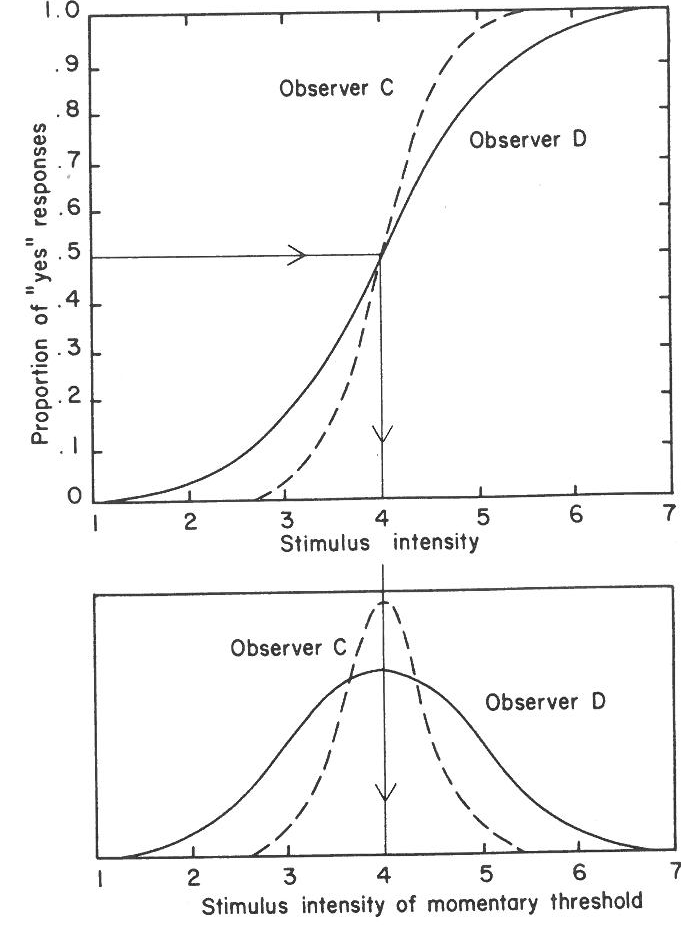 1.0
.9
.8
.7
.6
.5
.4
.3
.2
.1
0
Proportion of "yes" responses
Observer C
Observer D
1 2 3 4 5 6 7
Stimulus intensity
Observer C
Observer D
1 2 3 4 5 6 7
Stimulus intensity of momentary threshold